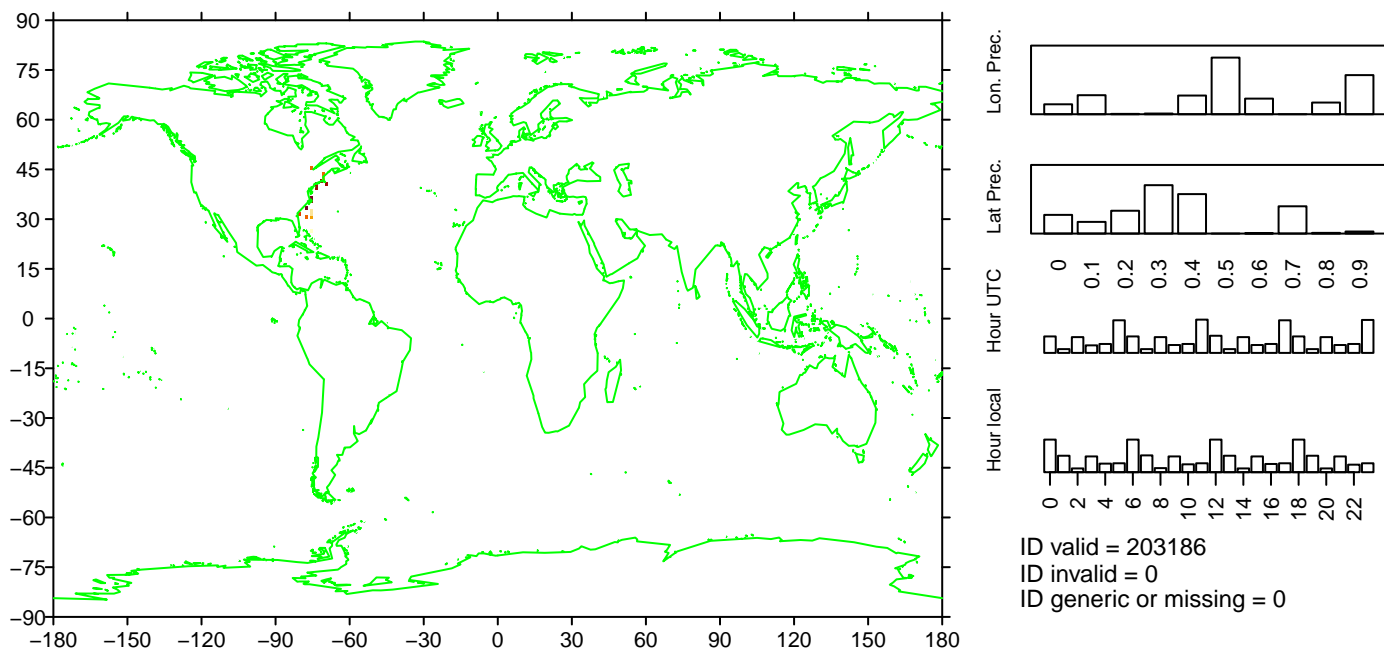 90
75
60
45
30
15
0
−15
−30
−45
−60
−75
−90
−180 −150 −120 −90 −60 −30 0 30 60 90 120 150 180
Lon. Prec.
Lat Prec.
0 0.1 0.2 0.3 0.4 0.5 0.6 0.7 0.8 0.9
Hour UTC
Hour local
0 2 4 6 8 10 12 14 16 18 20 22
ID valid = 203186
ID invalid = 0
ID generic or missing = 0